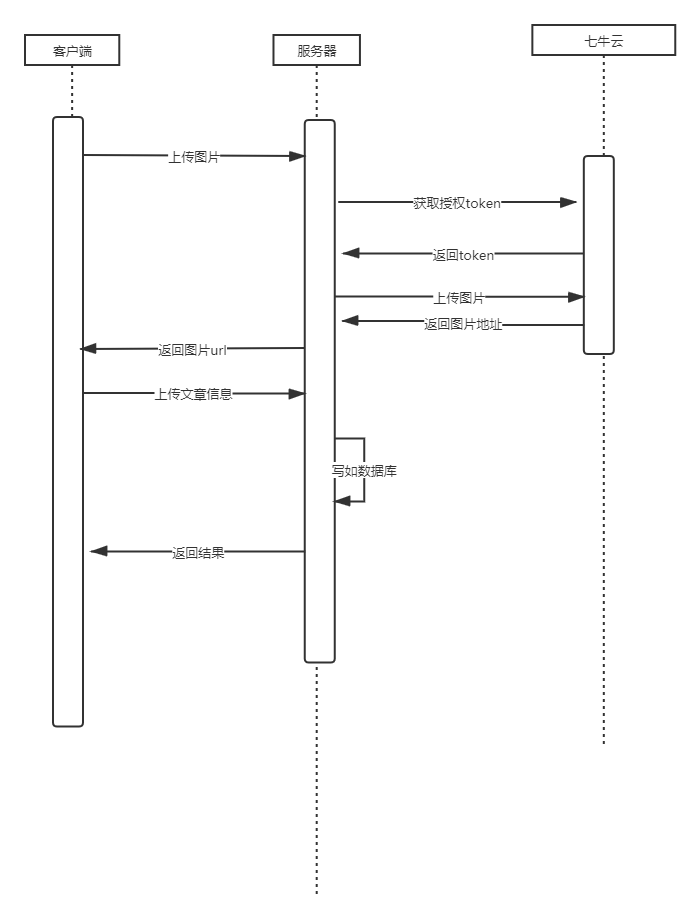 客户端
服务器
七牛云
上传图片
获取授权token
返回token
上传图片
返回图片地址
返回图片url
上传文章信息
写如数据库
返回结果